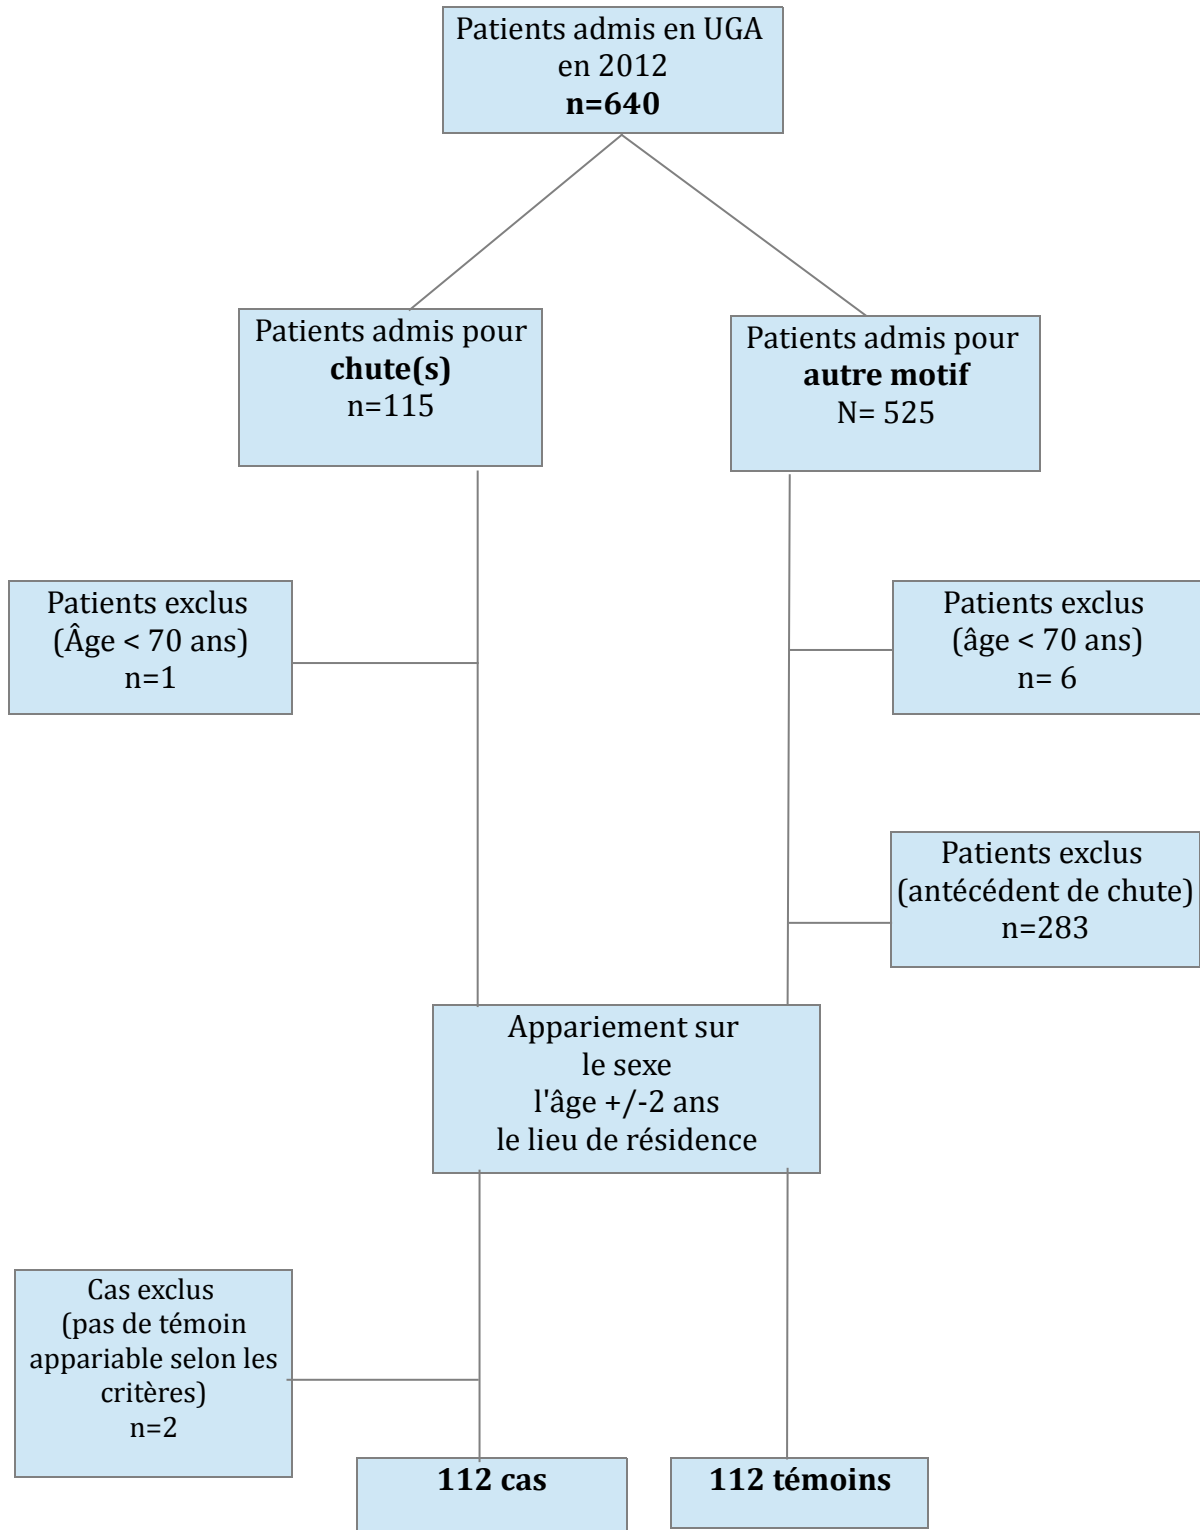 Patients admis en UGA
en 2012
n=640
Patients admis pour
chute(s)
n=115
Patients admis pour
autre motif
N= 525
Patients exclus
(Âge < 70 ans)
n=1
Patients exclus
(âge < 70 ans)
n= 6
Patients exclus
(antécédent de chute)
n=283
Appariement sur
le sexe
l'âge +/-2 ans
le lieu de résidence
Cas exclus
(pas de témoin
appariable selon les
critères)
n=2
112 cas
112 témoins